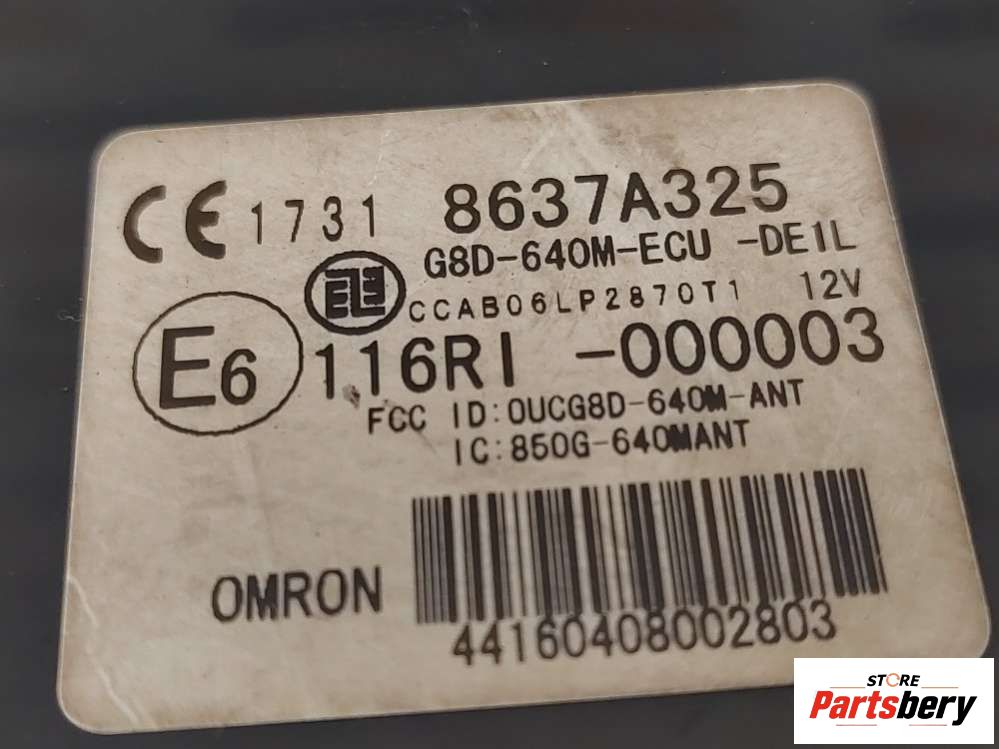 CE 1731 8637A325
G8D-640M-ECU -DE1L
CCAB06LP2870T1 12V
E6 116RI -000003
FCC ID:OUCG8D-640M-ANT
IC:850G-640MANT
OMRON
44160408002803
STORE
Partsbery